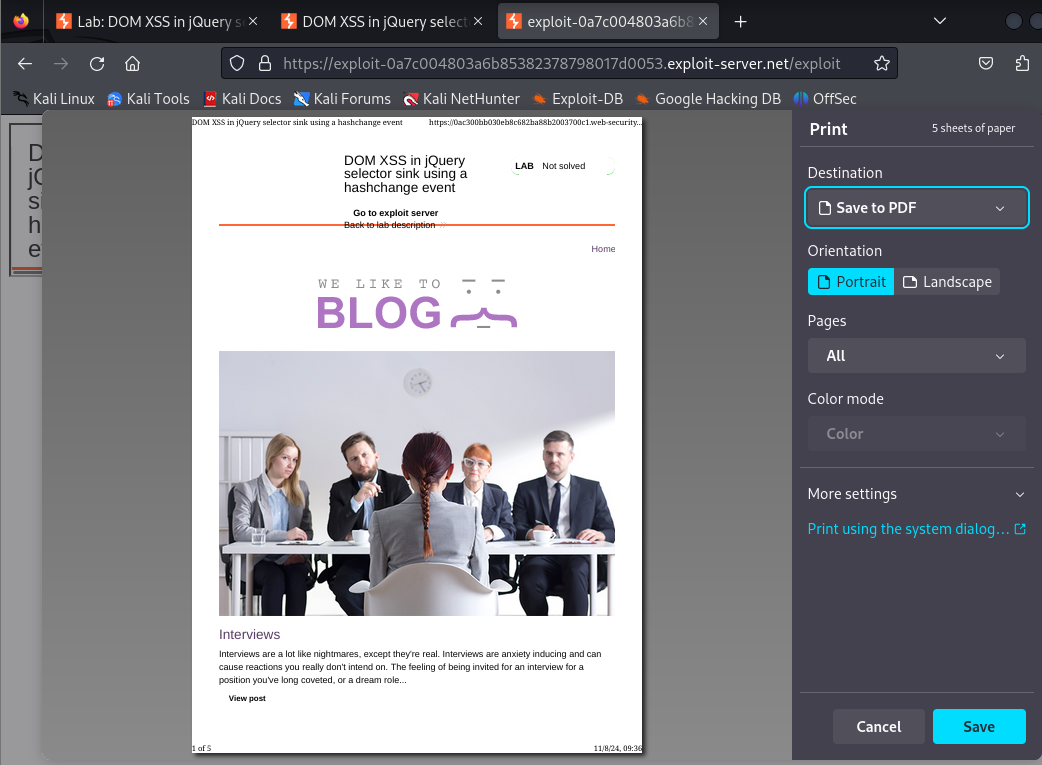 Lab: DOM XSS in jQuery s
DOM XSS in jQuery select
exploit-0a7c004803a6b8
https://exploit-0a7c004803a6b85382378798017d0053.exploit-server.net/exploit
Kali Linux Kali Tools Kali Docs Kali Forums Kali NetHunter Exploit-DB Google Hacking DB OffSec
DOM XSS in jQuery selector sink using a hashchange event https://0ac300bb030eb8c682ba88b2003700c1.web-security...
DOM XSS in jQuery
selector sink using a
hashchange event
LAB Not solved
Go to exploit server
Back to lab description
Home
WE LIKE TO
BLOG
Interviews
Interviews are a lot like nightmares, except they're real. Interviews are anxiety inducing and can
cause reactions you really don't intend on. The feeling of being invited for an interview for a
position you've long coveted, or a dream role...
View post
1 of 5 11/8/24, 09:36
Print 5 sheets of paper
Destination
Save to PDF
Orientation
Portrait Landscape
Pages
All
Color mode
Color
More settings
Print using the system dialog...
Cancel Save